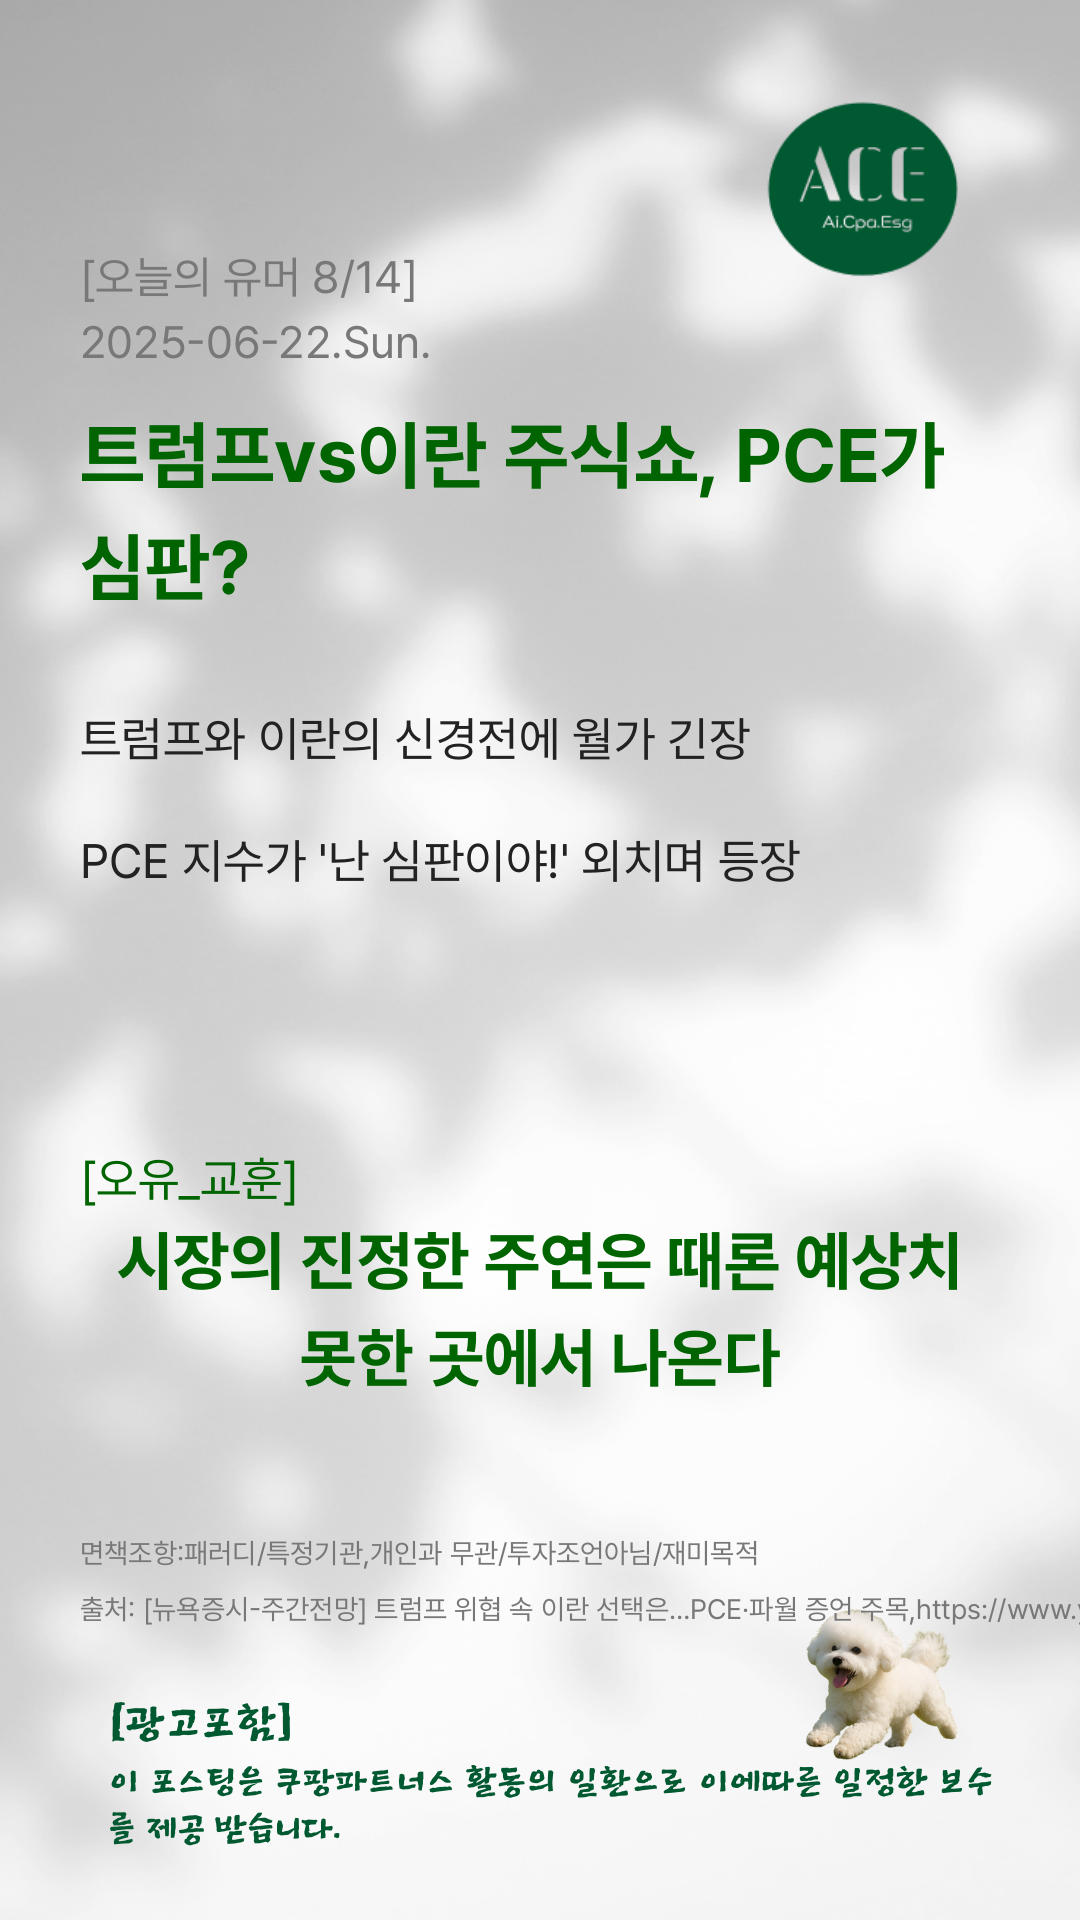 ACE
Ai.Cpa.Esg
[오늘의 유머 8/14]
2025-06-22.Sun.
트럼프vs이란 주식쇼, PCE가
심판?
트럼프와 이란의 신경전에 월가 긴장
PCE 지수가 '난 심판이야!' 외치며 등장
[오유_교훈]
시장의 진정한 주연은 때론 예상치
못한 곳에서 나온다
면책조항:패러디/특정기관,개인과 무관/투자조언아님/재미목적
출처: [뉴욕증시-주간전망] 트럼프 위협 속 이란 선택은...PCE·파월 증언 주목,https://www.y
[광고포함]
이 포스팅은 쿠팡파트너스 활동의 일환으로 이에따른 일정한 보수
를 제공 받습니다.